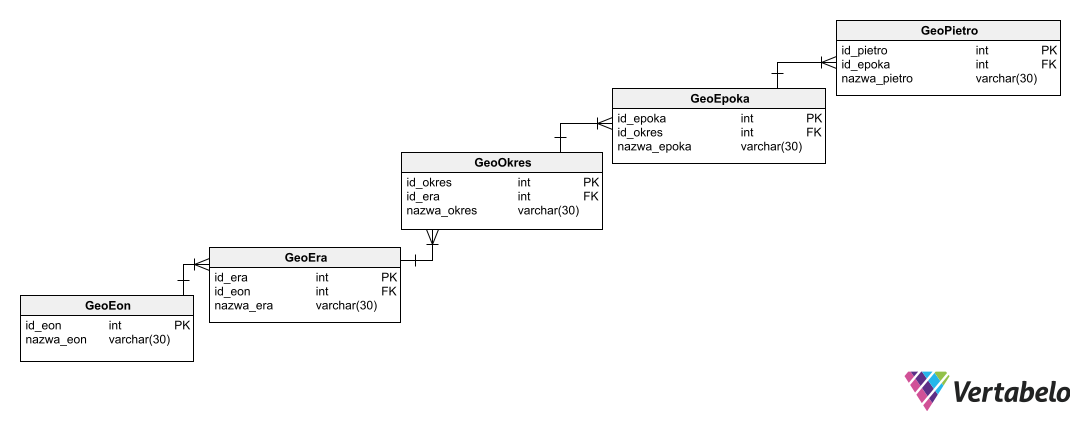 GeoPietro
id_pietro int PK
id_epoka int FK
nazwa_pietro varchar(30)
GeoEpoka
id_epoka int PK
id_okres int FK
nazwa_epoka varchar(30)
GeoOkres
id_okres int PK
id_era int FK
nazwa_okres varchar(30)
GeoEra
id_era int PK
id_eon int FK
nazwa_era varchar(30)
GeoEon
id_eon int PK
nazwa_eon varchar(30)
Vertabelo